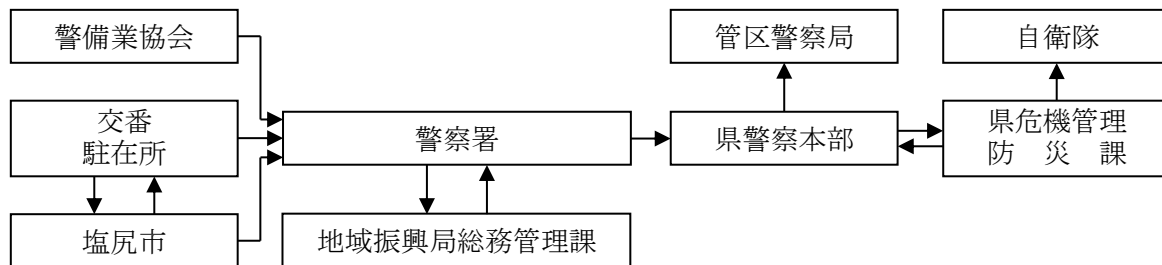 警備業協会
管区警察局
自衛隊
交番
駐在所
警察署
県警察本部
県危機管理
防災課
塩尻市
地域振興局総務管理課